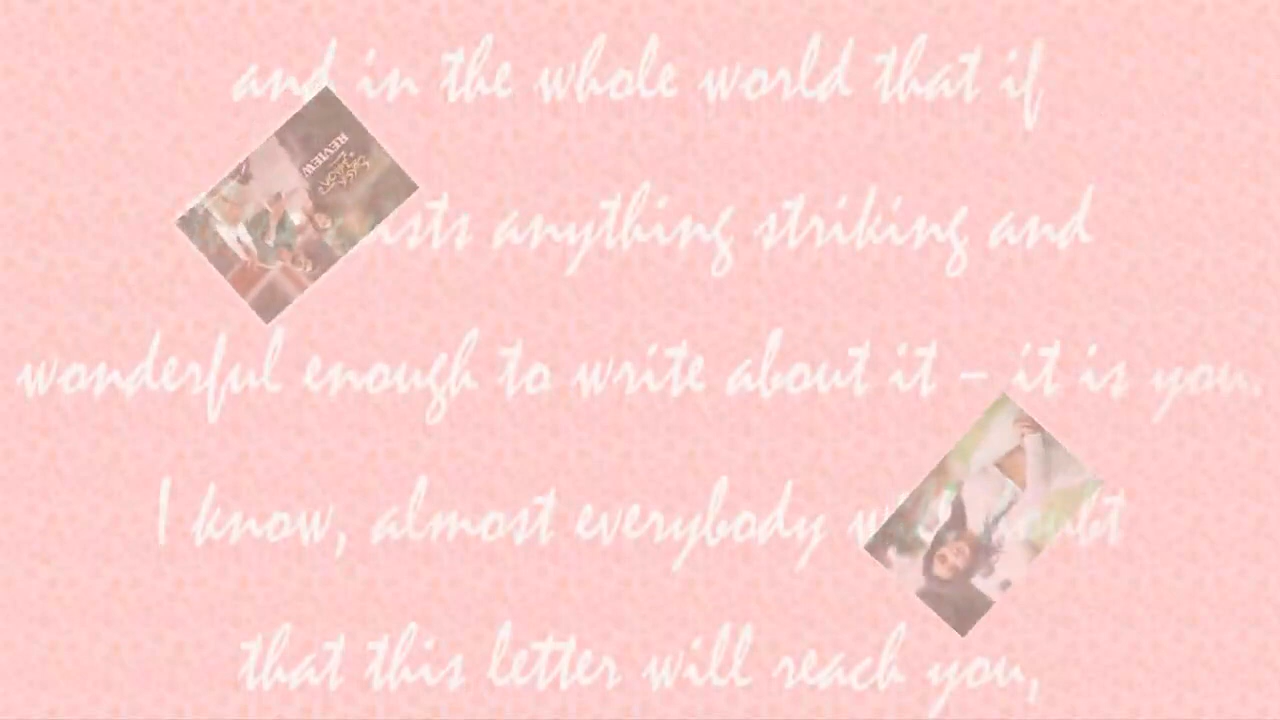 and in the whole world that if
REVIEW
anything striking and
wonderful enough to write about it – it is you.
I know, almost everybody
that this letter will reach you,